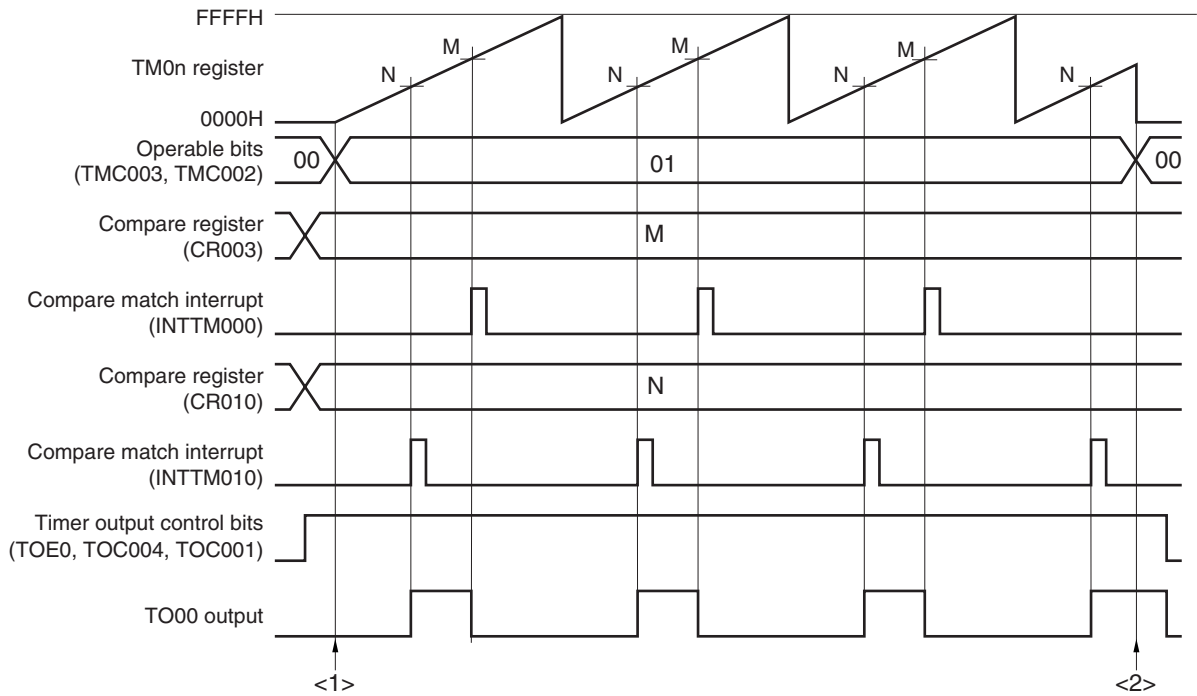 FFFFH
M M M
TM0n register
N N N N
0000H
Operable bits
(TMC003, TMC002)
00 01 00
Compare register
(CR003)
M
Compare match interrupt
(INTTM000)
Compare register
(CR010)
N
Compare match interrupt
(INTTM010)
Timer output control bits
(TOE0, TOC004, TOC001)
TO00 output
<1> <2>